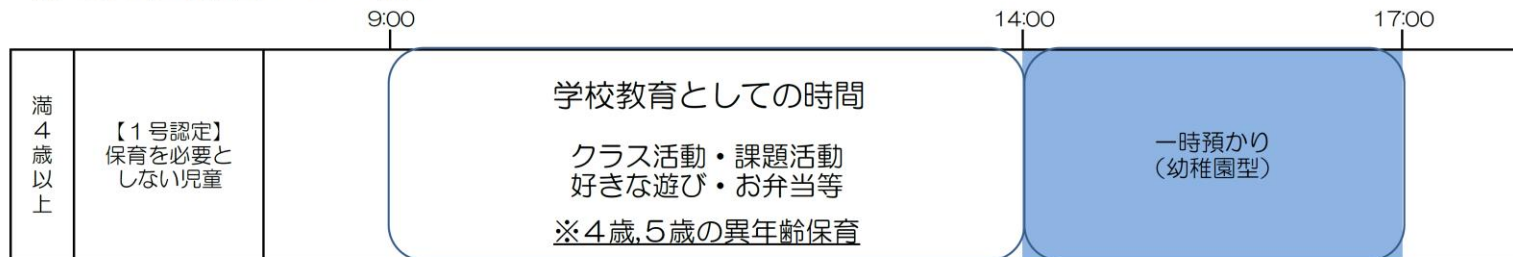 9:00
14:00
17:00
満4歳以上
【1号認定】
保育を必要と
しない児童
学校教育としての時間
クラス活動・課題活動
好きな遊び・お弁当等
※4歳,5歳の異年齢保育
一時預かり
(幼稚園型)